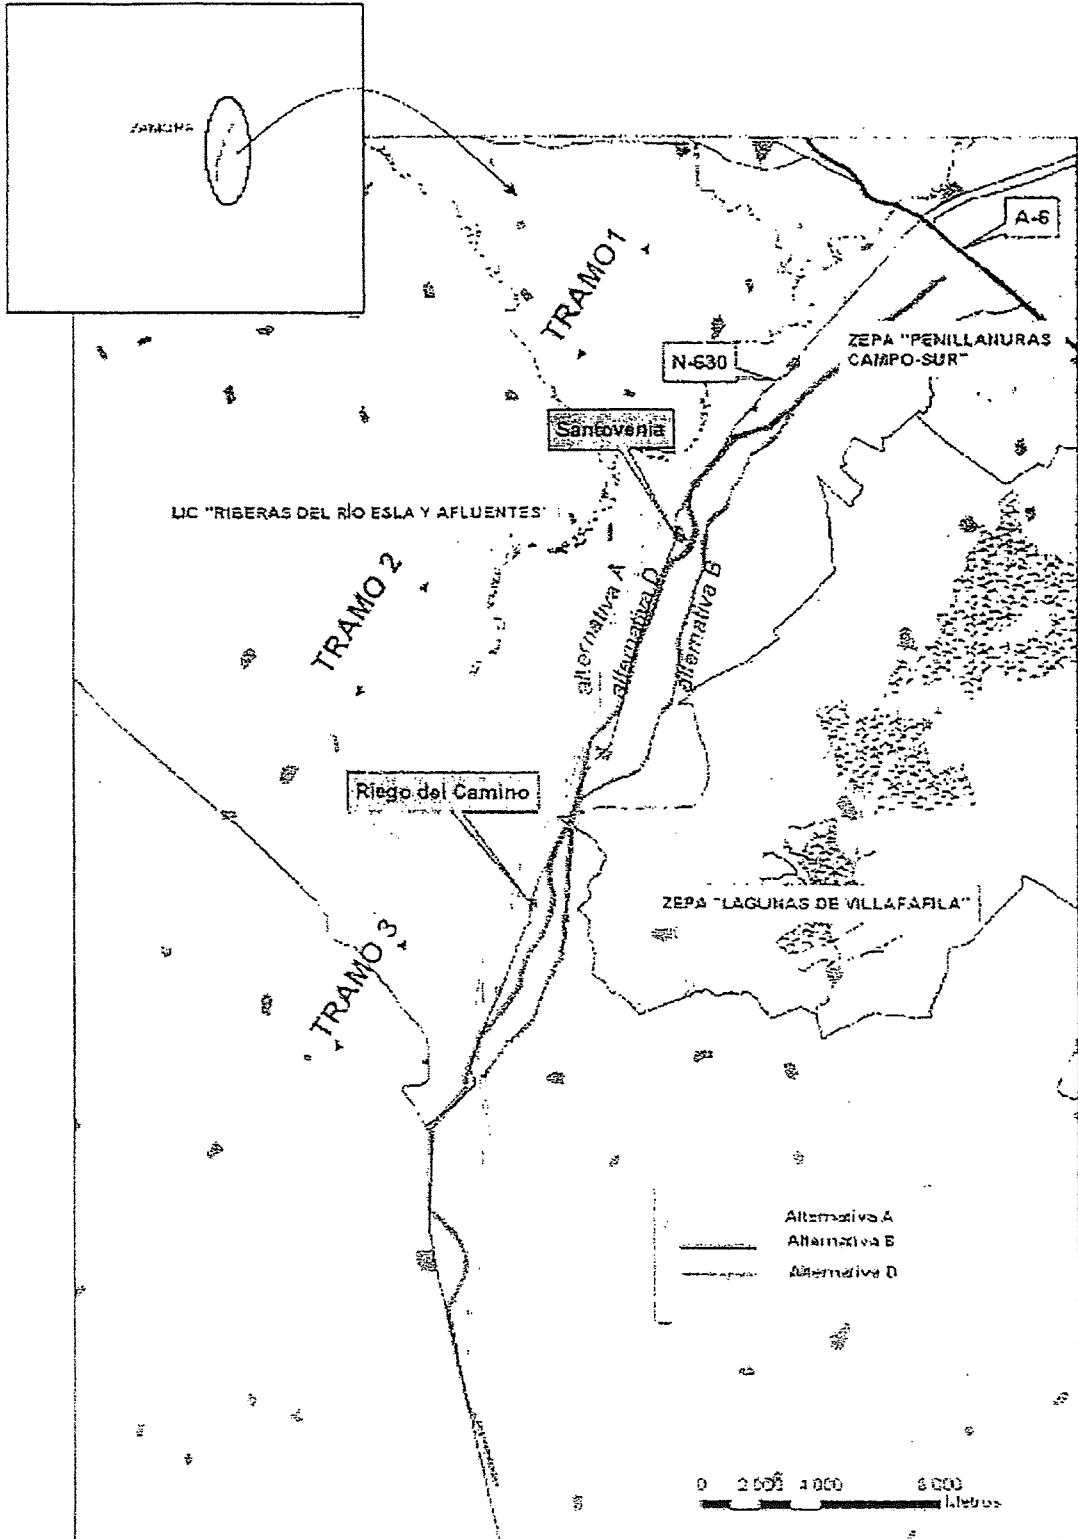 ZAMORA
TRAMO 1
A-6
ZEPA "PENILLANURAS
CAMPO-SUR"
N-630
Santovenia
LIC "RIBERAS DEL RÍO ESLA Y AFLUENTES"
TRAMO 2
alternativa A
alternativa D
alternativa B
Riego del Camino
ZEPA "LAGUNAS DE VILLAFAFILA"
TRAMO 3
Alternativa A
Alternativa B
Alternativa D
0 2 000 4 000 8 000
Metros